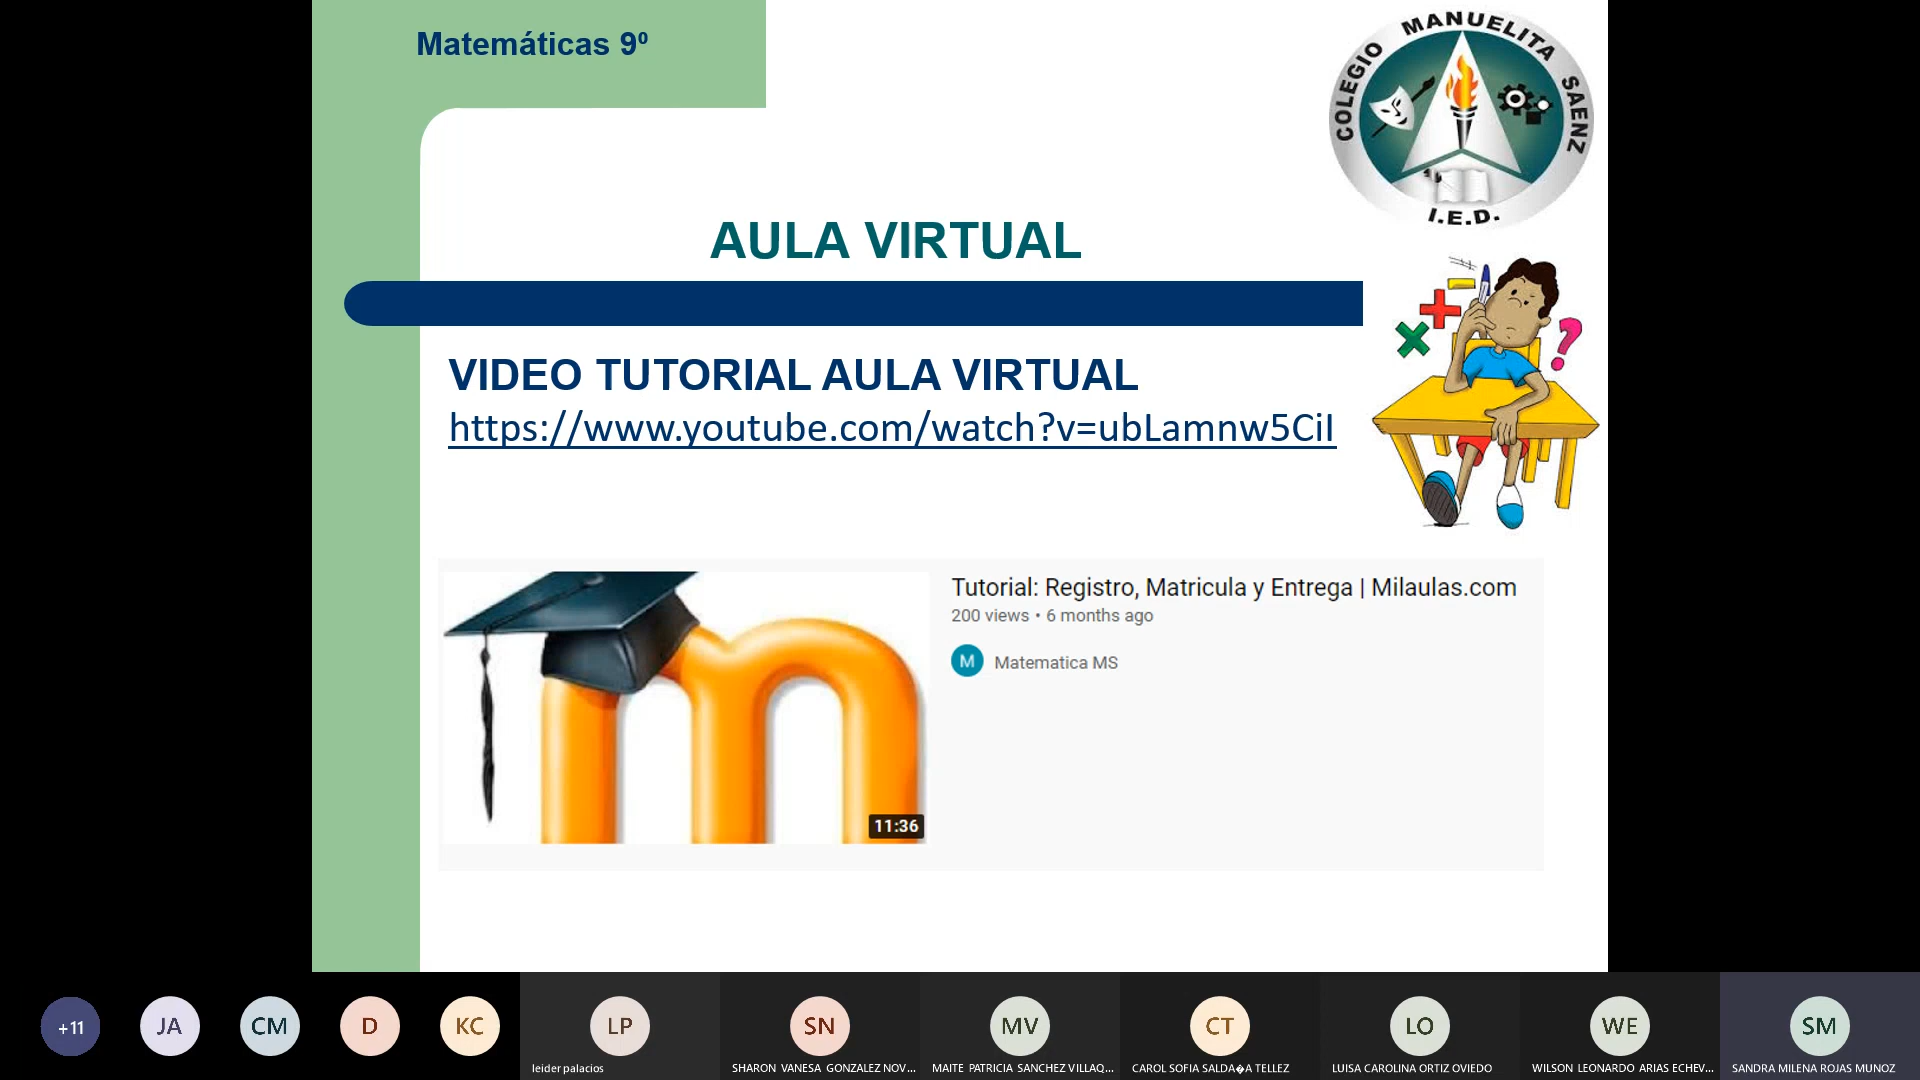 Matemáticas 9º
COLEGIO MANUELITA SAENZ
I.E.D.
AULA VIRTUAL
VIDEO TUTORIAL AULA VIRTUAL
https://www.youtube.com/watch?v=ubLamnw5CiI
Tutorial: Registro, Matricula y Entrega | Milaulas.com
200 views • 6 months ago
M Matematica MS
11:36
+11 JA CM D KC LP SN MV CT LO WE SM
leider palacios
SHARON VANESA GONZALEZ NOV...
MAITE PATRICIA SANCHEZ VILLAQ...
CAROL SOFIA SALDA�A TELLEZ
LUISA CAROLINA ORTIZ OVIEDO
WILSON LEONARDO ARIAS ECHEV...
SANDRA MILENA ROJAS MUNOZ